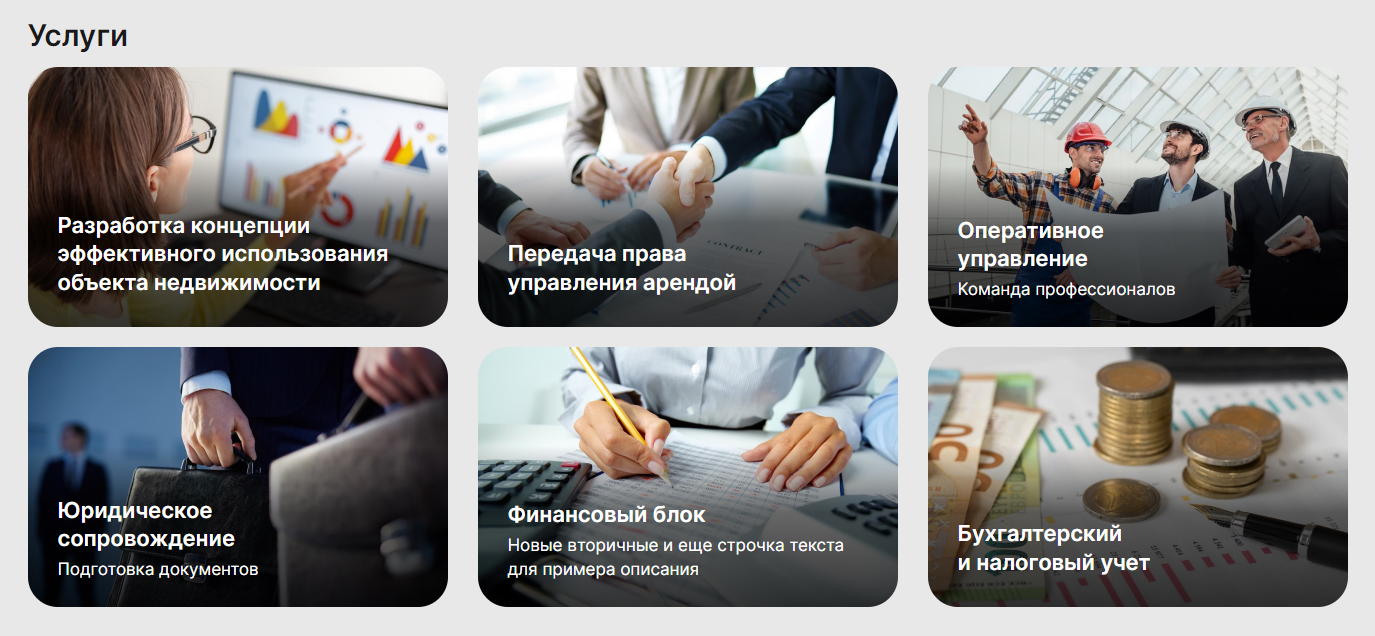 Услуги
Разработка концепции
эффективного использования
объекта недвижимости
Передача права
управления арендой
CONTRACT
Оперативное
управление
Команда профессионалов
Юридическое
сопровождение
Подготовка документов
Финансовый блок
Новые вторичные и еще строчка текста
для примера описания
Бухгалтерский
и налоговый учет